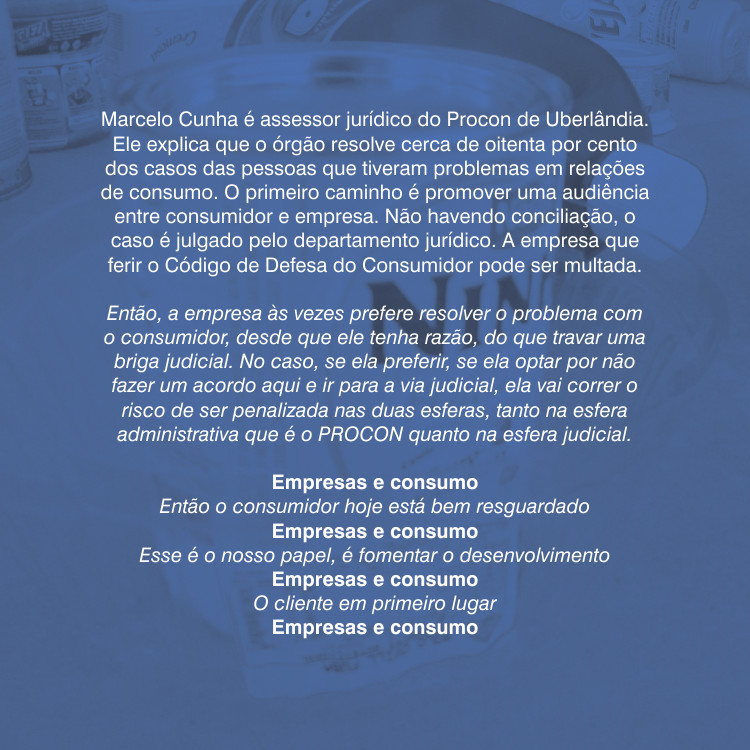 Marcelo Cunha é assessor jurídico do Procon de Uberlândia.
Ele explica que o órgão resolve cerca de oitenta por cento
dos casos das pessoas que tiveram problemas em relações
de consumo. O primeiro caminho é promover uma audiência
entre consumidor e empresa. Não havendo conciliação, o
caso é julgado pelo departamento jurídico. A empresa que
ferir o Código de Defesa do Consumidor pode ser multada.
Então, a empresa às vezes prefere resolver o problema com
o consumidor, desde que ele tenha razão, do que travar uma
briga judicial. No caso, se ela preferir, se ela optar por não
fazer um acordo aqui e ir para a via judicial, ela vai correr o
risco de ser penalizada nas duas esferas, tanto na esfera
administrativa que é o PROCON quanto na esfera judicial.
Empresas e consumo
Então o consumidor hoje está bem resguardado
Empresas e consumo
Esse é o nosso papel, é fomentar o desenvolvimento
Empresas e consumo
O cliente em primeiro lugar
Empresas e consumo